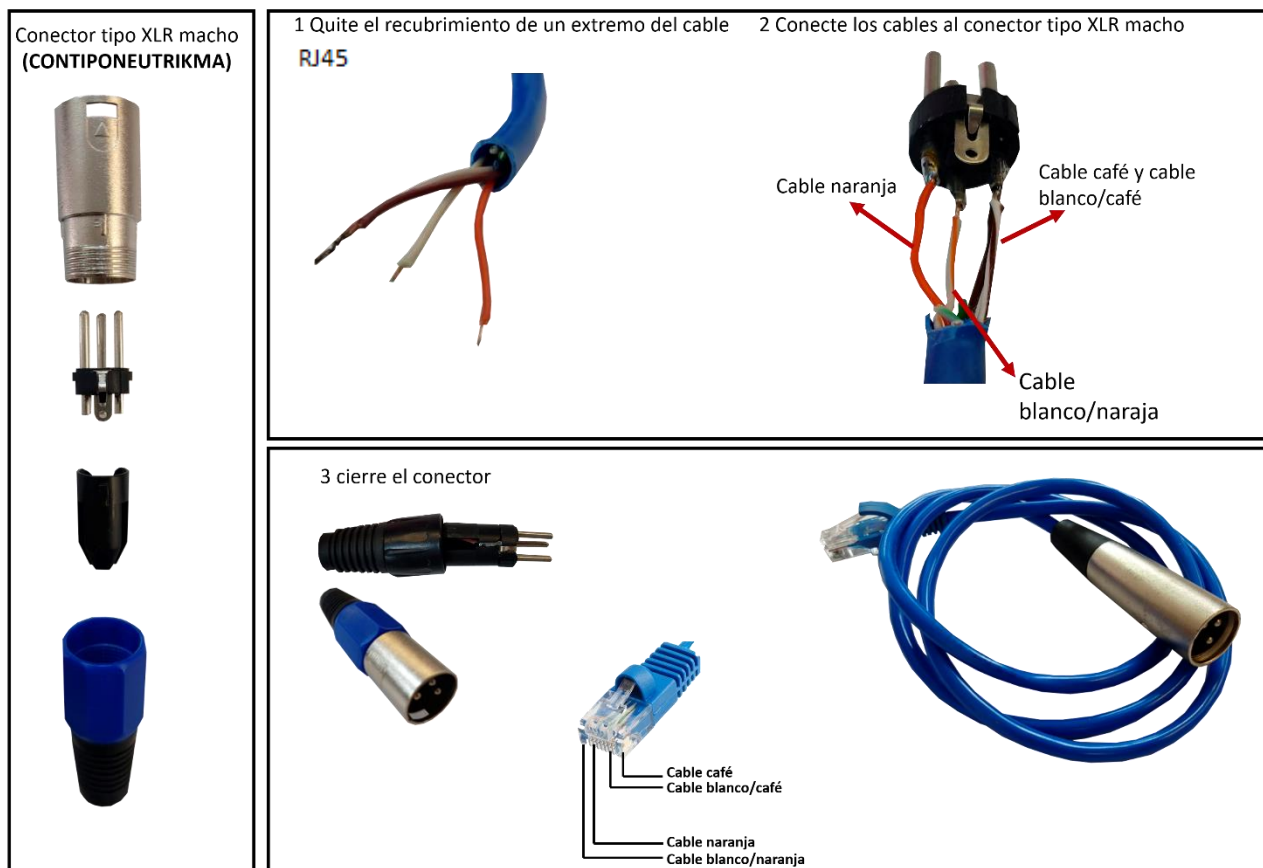 Conector tipo XLR macho
(CONTIPONEUTRIKMA)
1 Quite el recubrimiento de un extremo del cable
RJ45
2 Conecte los cables al conector tipo XLR macho
Cable naranja
Cable café y cable
blanco/café
Cable
blanco/naraja
3 cierre el conector
Cable café
Cable blanco/café
Cable naranja
Cable blanco/naranja